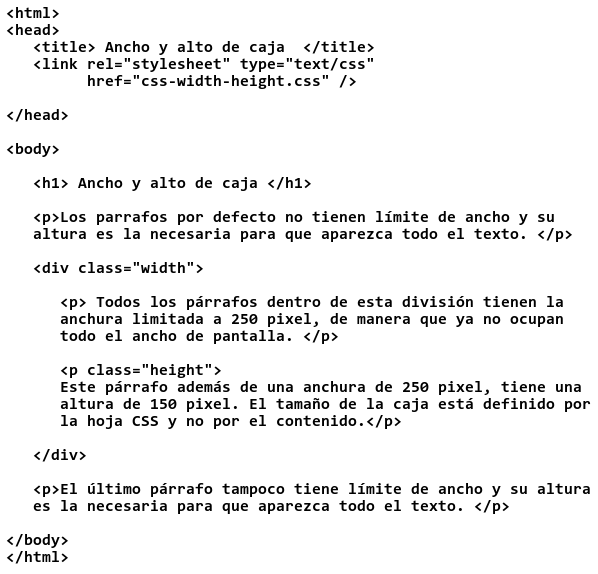 <html>
<head>
   <title> Ancho y alto de caja  </title>
   <link rel="stylesheet" type="text/css"
         href="css-width-height.css" />

</head>

<body>

   <h1> Ancho y alto de caja </h1>

   <p>Los parrafos por defecto no tienen límite de ancho y su
   altura es la necesaria para que aparezca todo el texto. </p>

   <div class="width">

      <p> Todos los párrafos dentro de esta división tienen la
      anchura limitada a 250 pixel, de manera que ya no ocupan
      todo el ancho de pantalla. </p>

      <p class="height">
      Este párrafo además de una anchura de 250 pixel, tiene una
      altura de 150 pixel. El tamaño de la caja está definido por
      la hoja CSS y no por el contenido.</p>

   </div>

   <p>El último párrafo tampoco tiene límite de ancho y su altura
   es la necesaria para que aparezca todo el texto. </p>

</body>
</html>